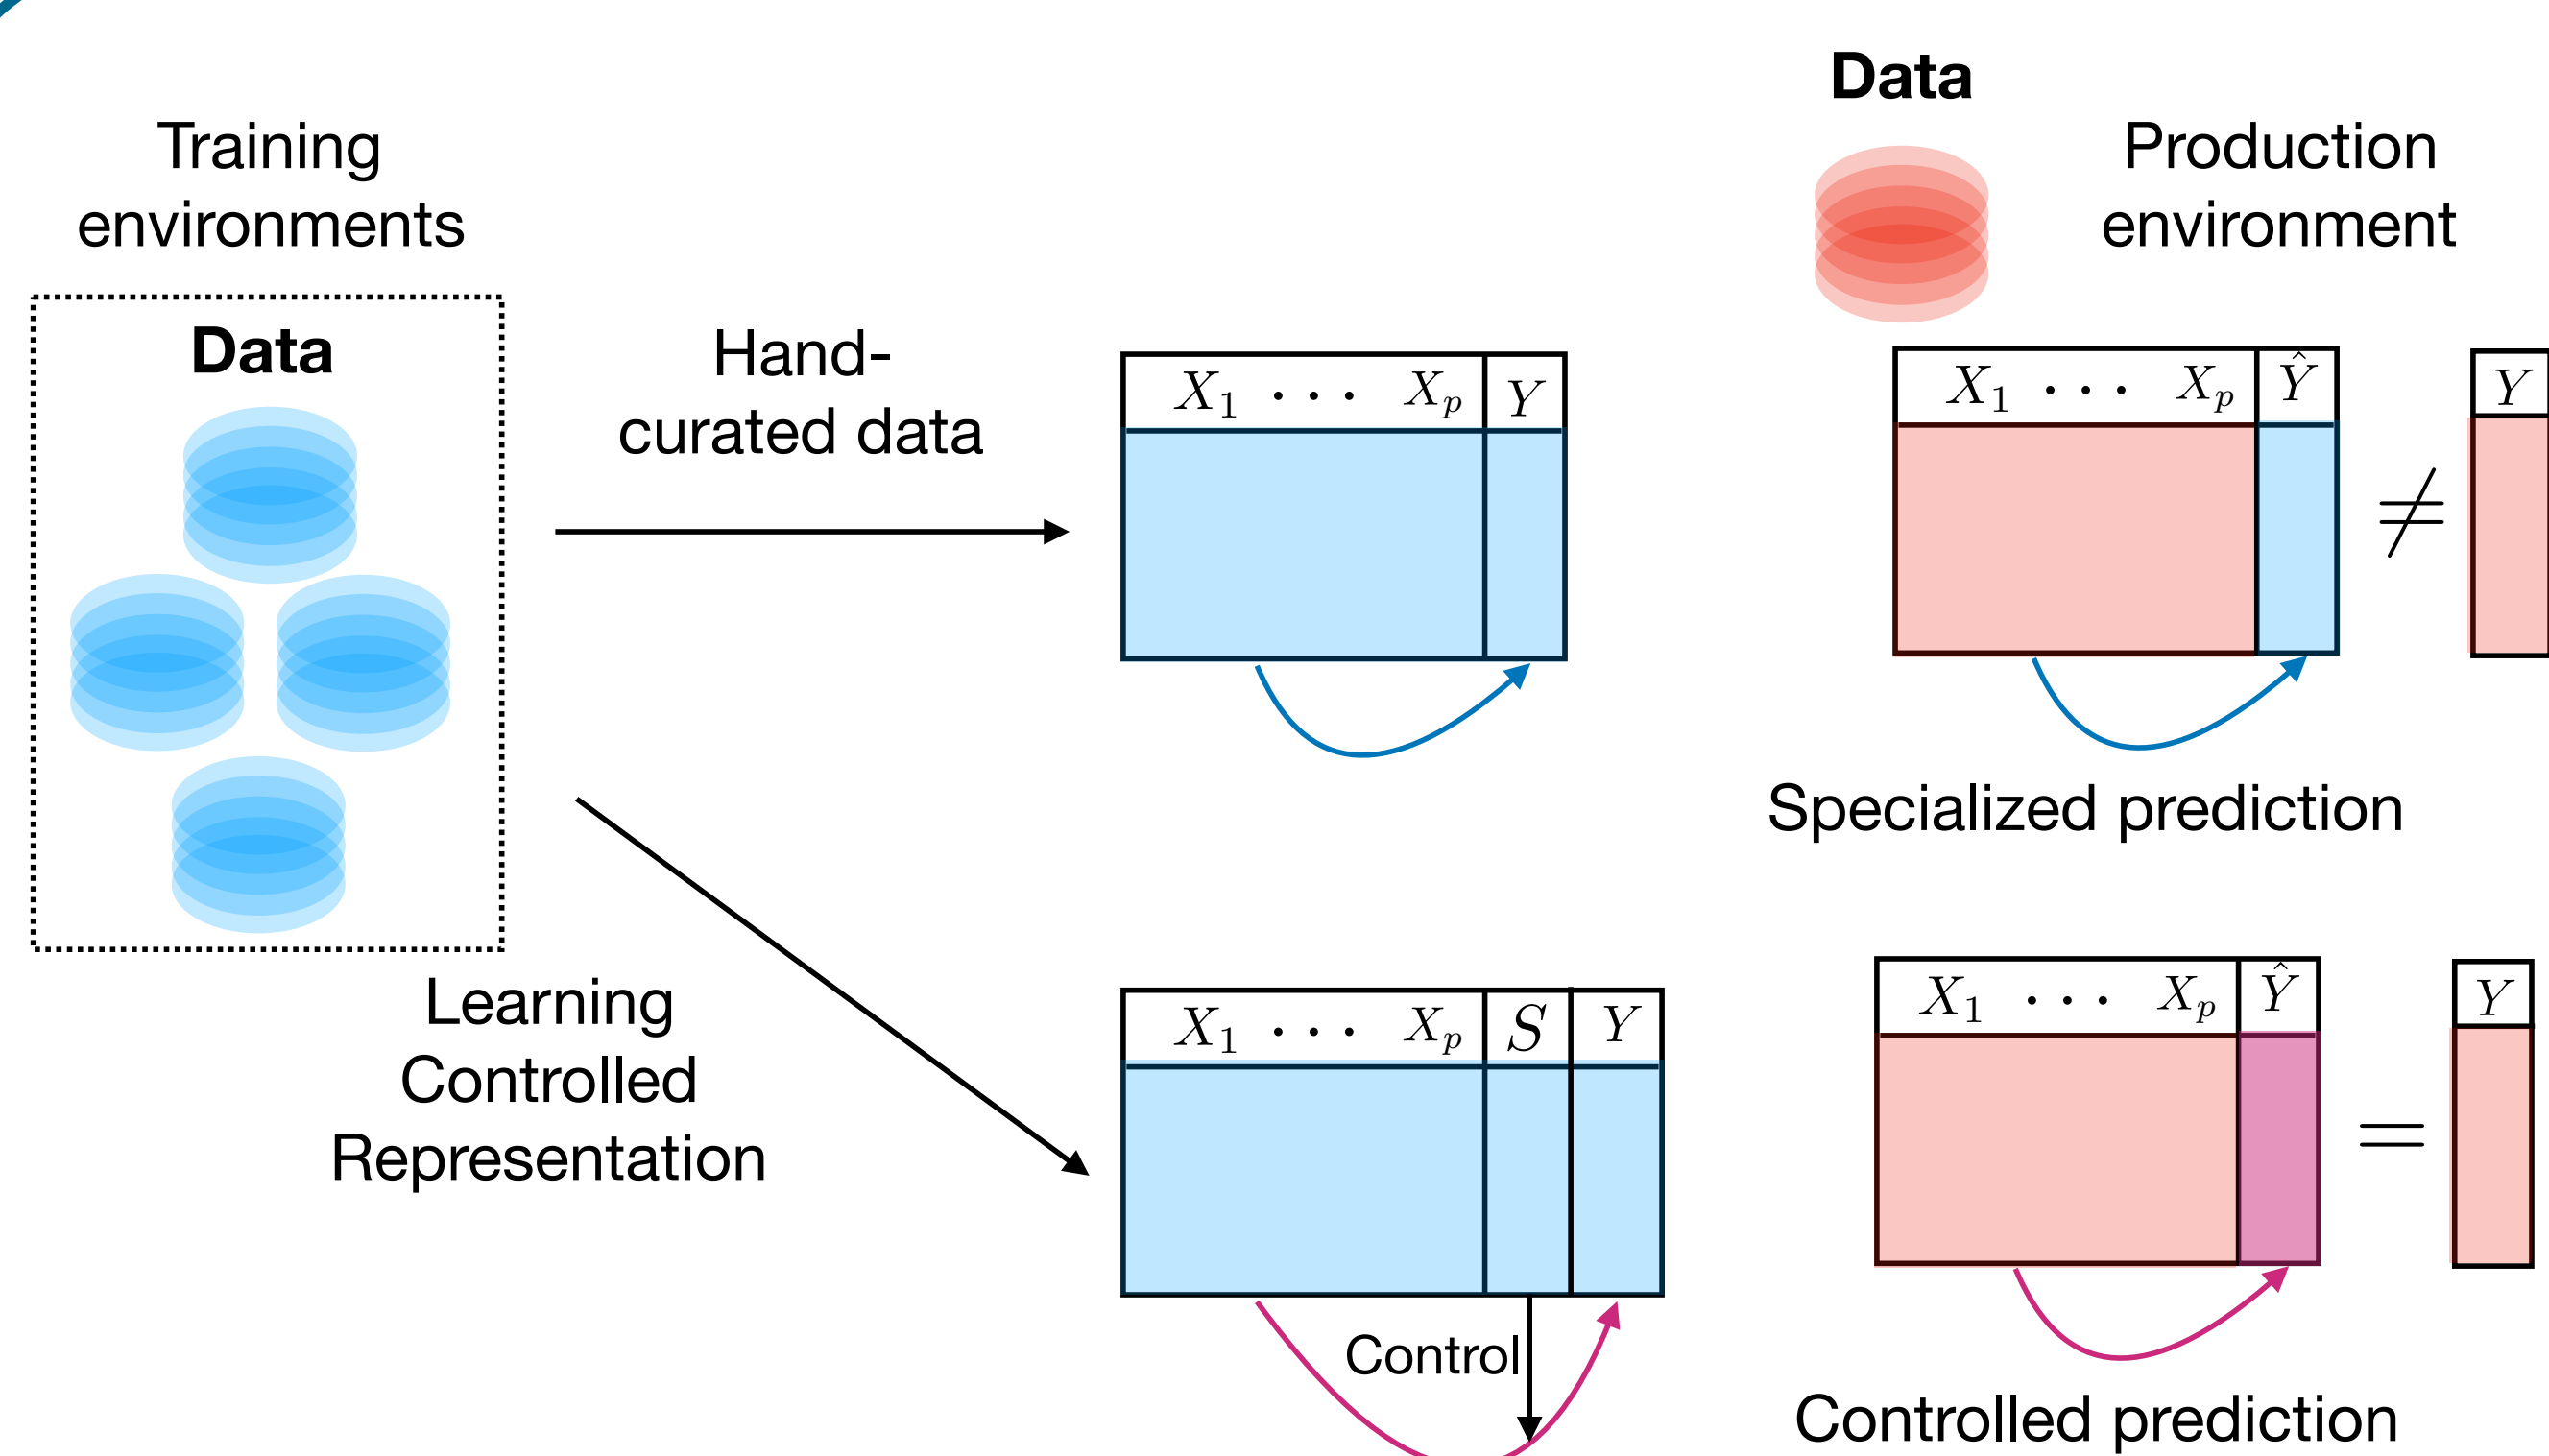 Training
environments
Data
Hand-
curated data
X₁ · · · Xₚ Y
Data
Production
environment
X₁ · · · Xₚ Ŷ ≠ Y
Specialized prediction
Learning
Controlled
Representation
X₁ · · · Xₚ S Y
Control
X₁ · · · Xₚ Ŷ = Y
Controlled prediction